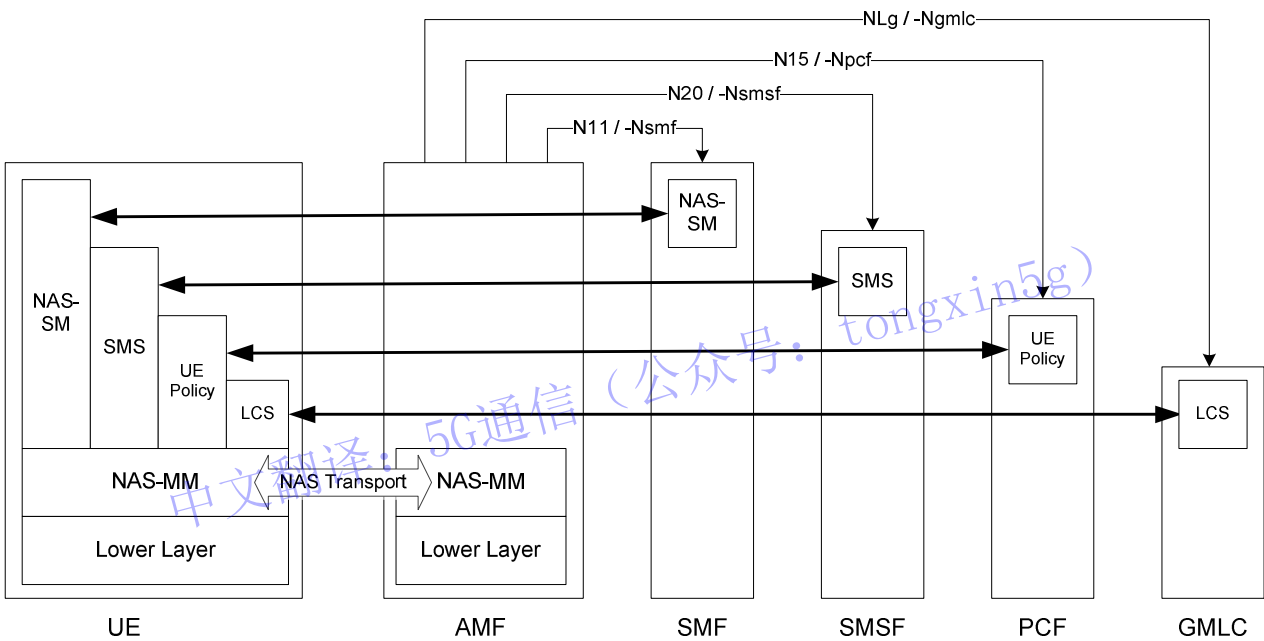 NLg / -Ngmlc
N15 / -Npcf
N20 / -Nsmsf
N11 / -Nsmf
NAS-
SM
SMS
UE
Policy
LCS
NAS-MM
Lower Layer
NAS Transport
NAS-MM
Lower Layer
NAS-
SM
SMS
UE
Policy
LCS
中文翻译：5G通信（公众号：tongxin5g）
UE
AMF
SMF
SMSF
PCF
GMLC